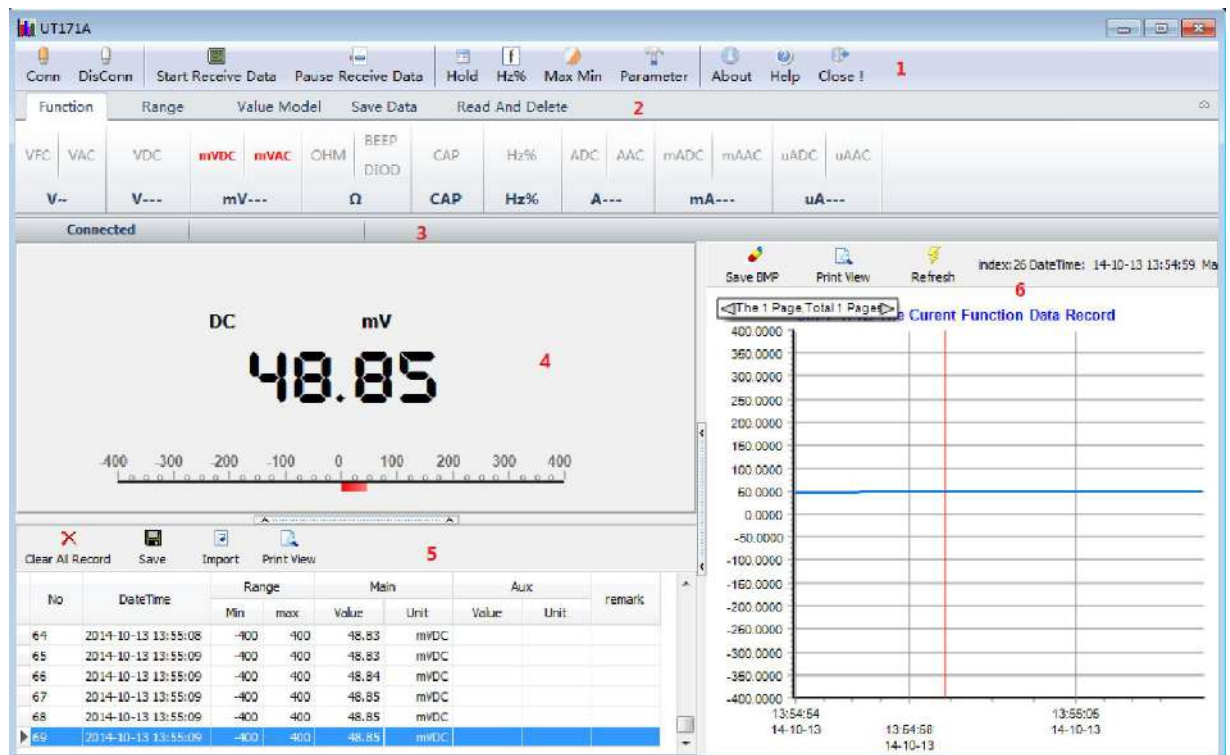 UT171A
Conn DisConn Start Receive Data Pause Receive Data Hold Hz% Max Min Parameter About Help Close ! 1
Function Range Value Model Save Data Read And Delete 2
VFC VAC VDC mVDC mVAC OHM BEEP DIOD CAP Hz% ADC AAC mADC mAAC uADC uAAC
V~ V--- mV--- Ω CAP Hz% A--- mA--- uA---
Connected 3
DC mV
48.85 4
-400 -300 -200 -100 0 100 200 300 400
Clear All Record Save Import Print View 5
No DateTime Range Main Aux remark
Min max Value Unit Value Unit
64 2014-10-13 13:55:08 -400 400 48.83 mVDC
65 2014-10-13 13:55:09 -400 400 48.83 mVDC
66 2014-10-13 13:55:09 -400 400 48.84 mVDC
67 2014-10-13 13:55:09 -400 400 48.85 mVDC
68 2014-10-13 13:55:09 -400 400 48.85 mVDC
69 2014-10-13 13:55:09 -400 400 48.85 mVDC
Save BMP Print View Refresh index:26 DateTime: 14-10-13 13:54:59 Ma
6
The 1 Page,Total 1 Pages
Curent Function Data Record
400.0000
350.0000
300.0000
250.0000
200.0000
150.0000
100.0000
50.0000
0.0000
-50.0000
-100.0000
-150.0000
-200.0000
-250.0000
-300.0000
-350.0000
-400.0000
13:54:54 13:55:05
14-10-13 13:54:58 14-10-13
14-10-13